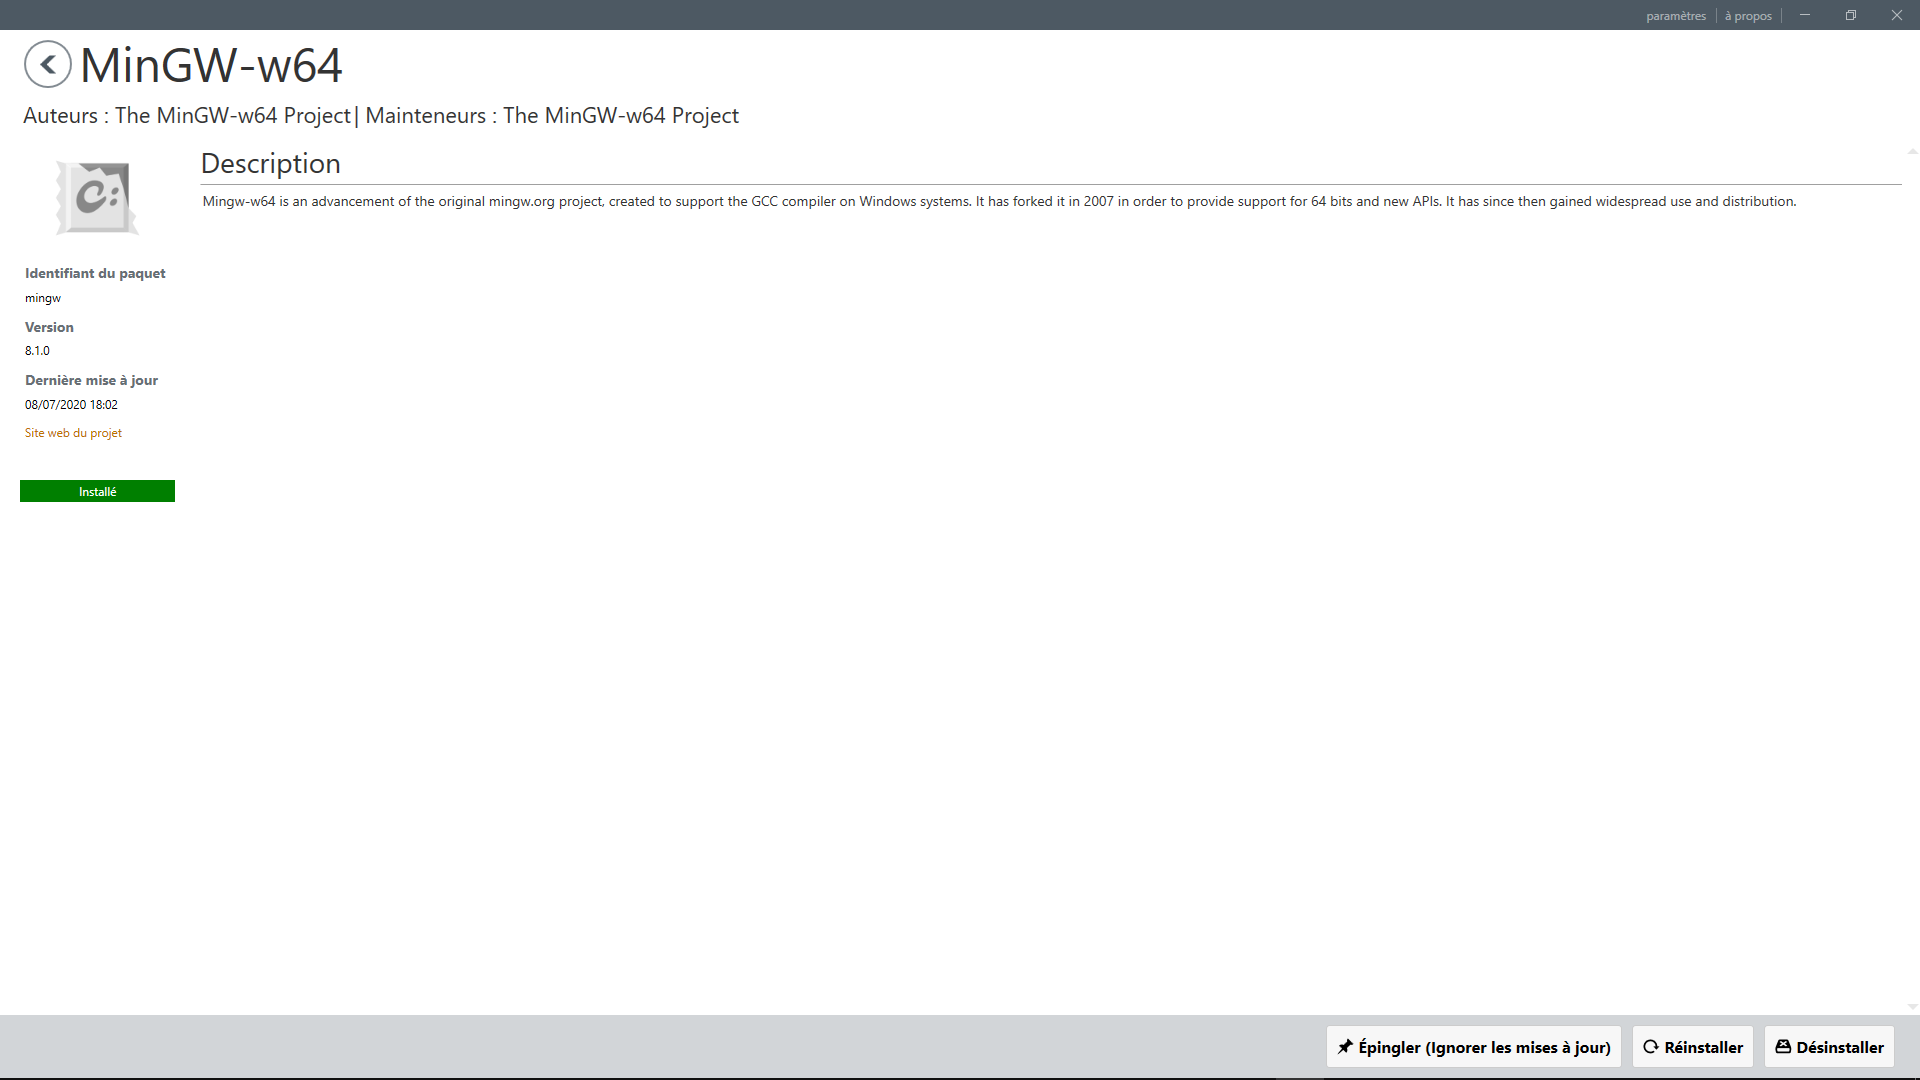 paramètres
à propos
MinGW-w64
Auteurs : The MinGW-w64 Project| Mainteneurs : The MinGW-w64 Project
C:
Description
Mingw-w64 is an advancement of the original mingw.org project, created to support the GCC compiler on Windows systems. It has forked it in 2007 in order to provide support for 64 bits and new APIs. It has since then gained widespread use and distribution.
Identifiant du paquet
mingw
Version
8.1.0
Dernière mise à jour
08/07/2020 18:02
Site web du projet
Installé
Épingler (Ignorer les mises à jour)
Réinstaller
Désinstaller